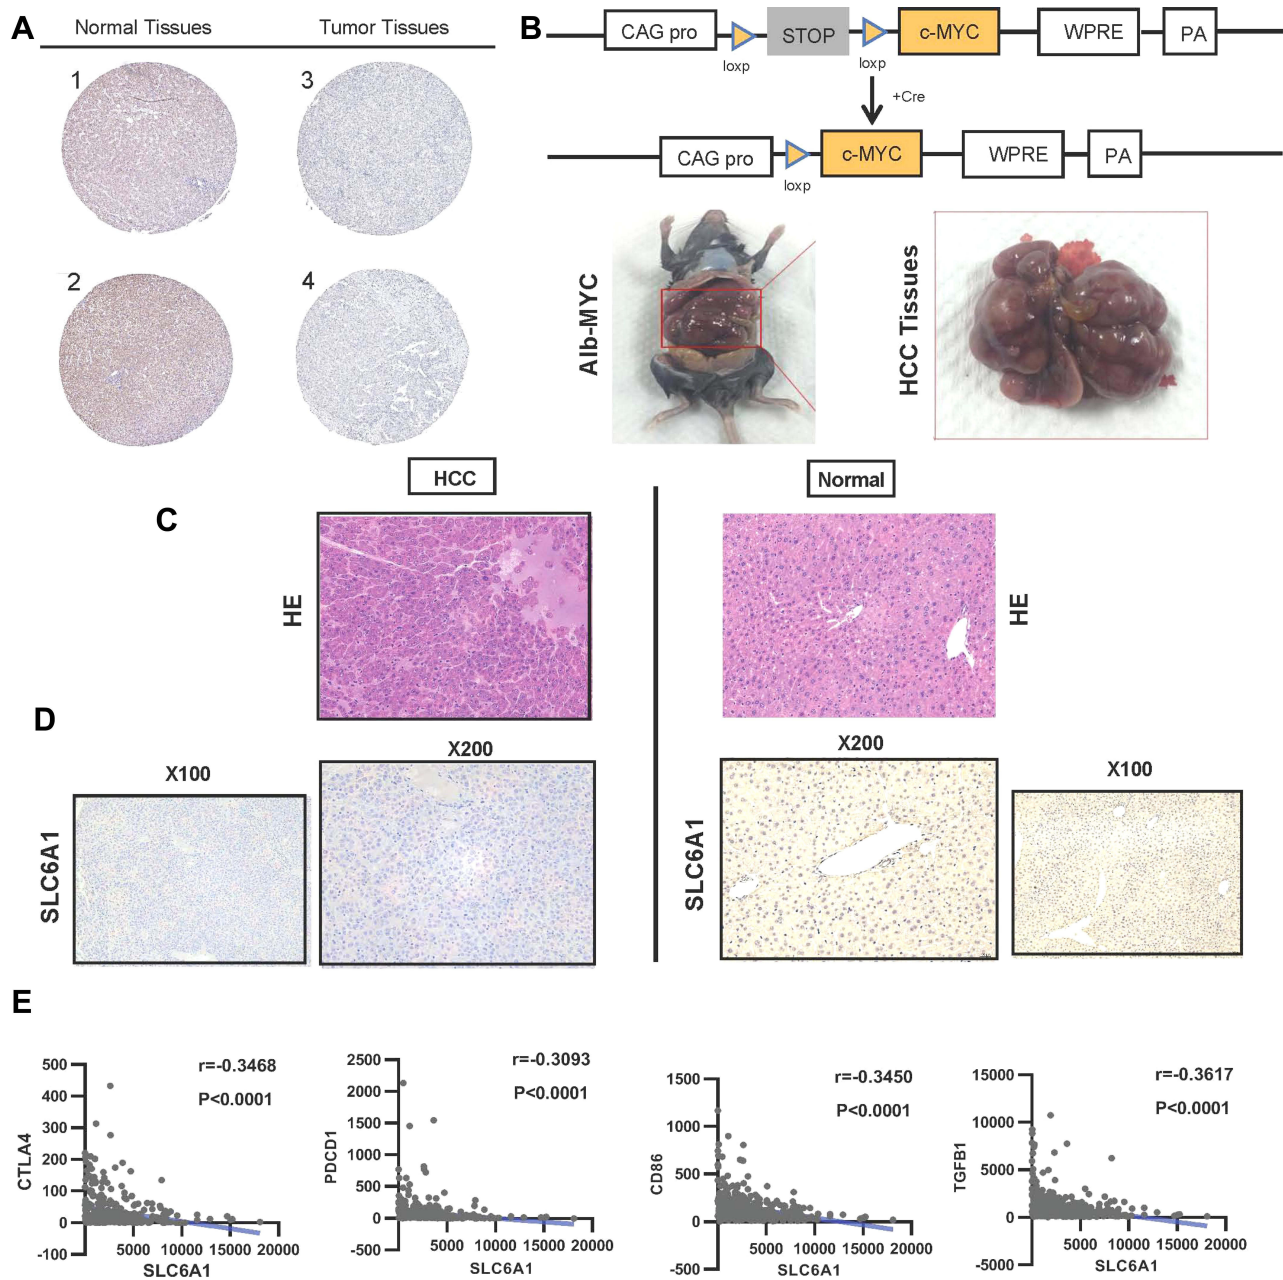 A
Normal Tissues
Tumor Tissues
1
3
2
4
B
CAG pro
STOP
c-MYC
WPRE
PA
loxp
loxp
+Cre
CAG pro
c-MYC
WPRE
PA
loxp
Alb-MYC
HCC Tissues
HCC
Normal
C
HE
HE
D
X100
X200
X200
X100
SLC6A1
SLC6A1
E
r=-0.3468
P<0.0001
CTLA4
500
400
300
200
100
0
-100
5000
10000
15000
20000
SLC6A1
r=-0.3093
P<0.0001
PDCD1
2500
2000
1500
1000
500
0
-500
5000
10000
15000
20000
SLC6A1
r=-0.3450
P<0.0001
CD86
1500
1000
500
0
-500
5000
10000
15000
20000
SLC6A1
r=-0.3617
P<0.0001
TGFB1
15000
10000
5000
0
-5000
5000
10000
15000
20000
SLC6A1